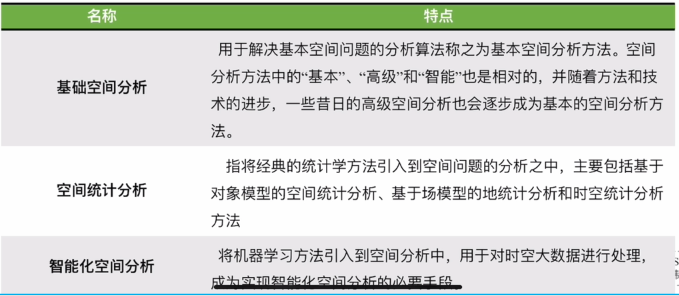 名称 特点
基础空间分析
用于解决基本空间问题的分析算法称之为基本空间分析方法。空间
分析方法中的“基本”、“高级”和“智能”也是相对的，并随着方法和技
术的进步，一些昔日的高级空间分析也会逐步成为基本的空间分析方
法。
空间统计分析
指将经典的统计学方法引入到空间问题的分析之中，主要包括基于
对象模型的空间统计分析、基于场模型的地统计分析和时空统计分析
方法
智能化空间分析
将机器学习方法引入到空间分析中，用于对时空大数据进行处理，
成为实现智能化空间分析的必要手段。